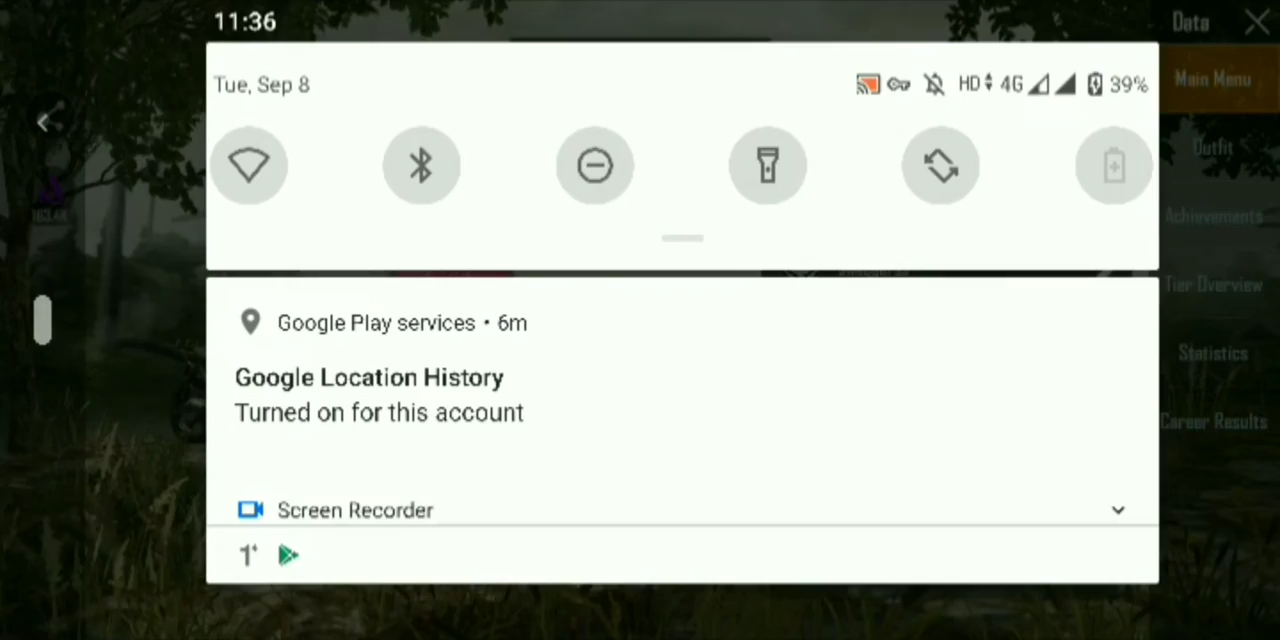 11:36
Data
Tue, Sep 8
HD 4G 39%
Main Menu
Outfit
Achievements
Tier Overview
Google Play services • 6m
Statistics
Google Location History
Turned on for this account
Career Results
Screen Recorder